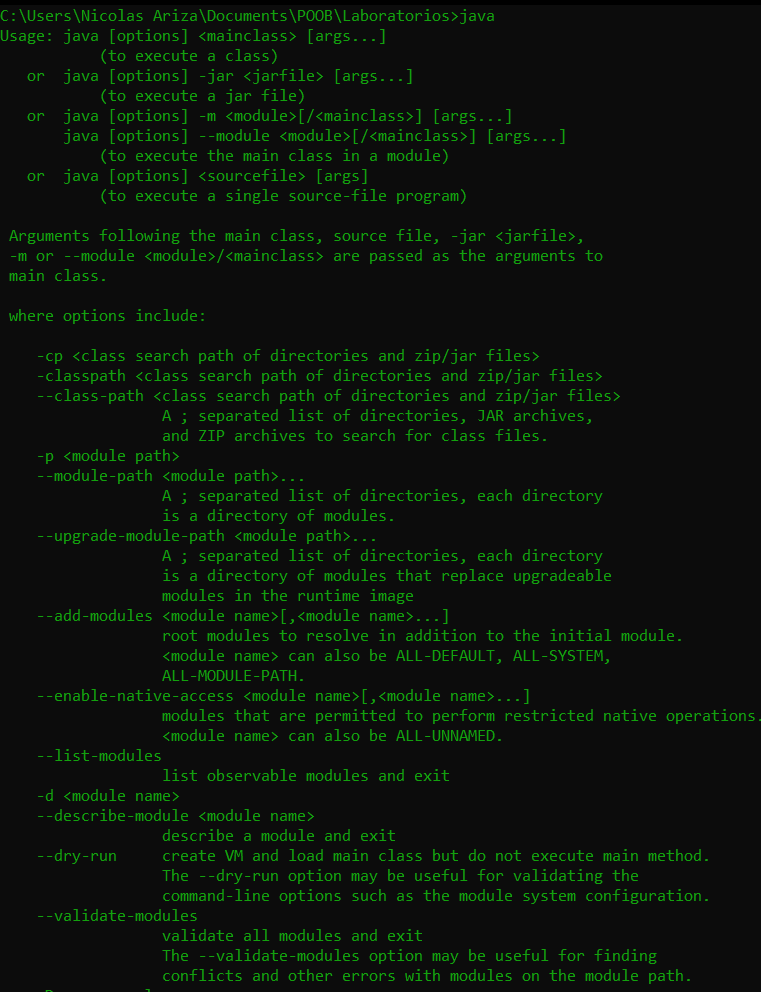 C:\Users\Nicolas Ariza\Documents\POOB\Laboratorios>java
Usage: java [options] <mainclass> [args...]
(to execute a class)
or java [options] -jar <jarfile> [args...]
(to execute a jar file)
or java [options] -m <module>[/<mainclass>] [args...]
java [options] --module <module>[/<mainclass>] [args...]
(to execute the main class in a module)
or java [options] <sourcefile> [args]
(to execute a single source-file program)
Arguments following the main class, source file, -jar <jarfile>,
-m or --module <module>/<mainclass> are passed as the arguments to
main class.
where options include:
-cp <class search path of directories and zip/jar files>
-classpath <class search path of directories and zip/jar files>
--class-path <class search path of directories and zip/jar files>
A ; separated list of directories, JAR archives,
and ZIP archives to search for class files.
-p <module path>
--module-path <module path>...
A ; separated list of directories, each directory
is a directory of modules.
--upgrade-module-path <module path>...
A ; separated list of directories, each directory
is a directory of modules that replace upgradeable
modules in the runtime image
--add-modules <module name>[,<module name>...]
root modules to resolve in addition to the initial module.
<module name> can also be ALL-DEFAULT, ALL-SYSTEM,
ALL-MODULE-PATH.
--enable-native-access <module name>[,<module name>...]
modules that are permitted to perform restricted native operations.
<module name> can also be ALL-UNNAMED.
--list-modules
list observable modules and exit
-d <module name>
--describe-module <module name>
describe a module and exit
--dry-run create VM and load main class but do not execute main method.
The --dry-run option may be useful for validating the
command-line options such as the module system configuration.
--validate-modules
validate all modules and exit
The --validate-modules option may be useful for finding
conflicts and other errors with modules on the module path.